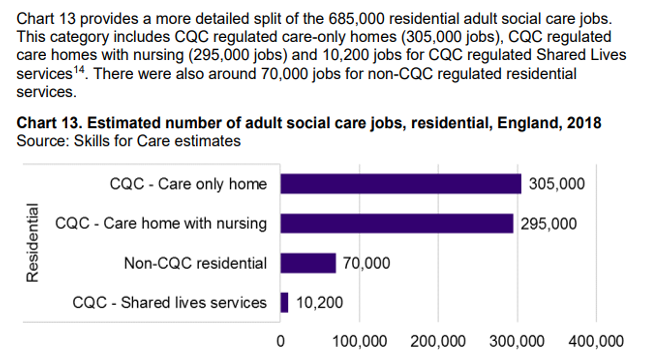 Chart 13 provides a more detailed split of the 685,000 residential adult social care jobs.
This category includes CQC regulated care-only homes (305,000 jobs), CQC regulated
care homes with nursing (295,000 jobs) and 10,200 jobs for CQC regulated Shared Lives
services14. There were also around 70,000 jobs for non-CQC regulated residential
services.
Chart 13. Estimated number of adult social care jobs, residential, England, 2018
Source: Skills for Care estimates
Residential
CQC - Care only home 305,000
CQC - Care home with nursing 295,000
Non-CQC residential 70,000
CQC - Shared lives services 10,200
0 100,000 200,000 300,000 400,000